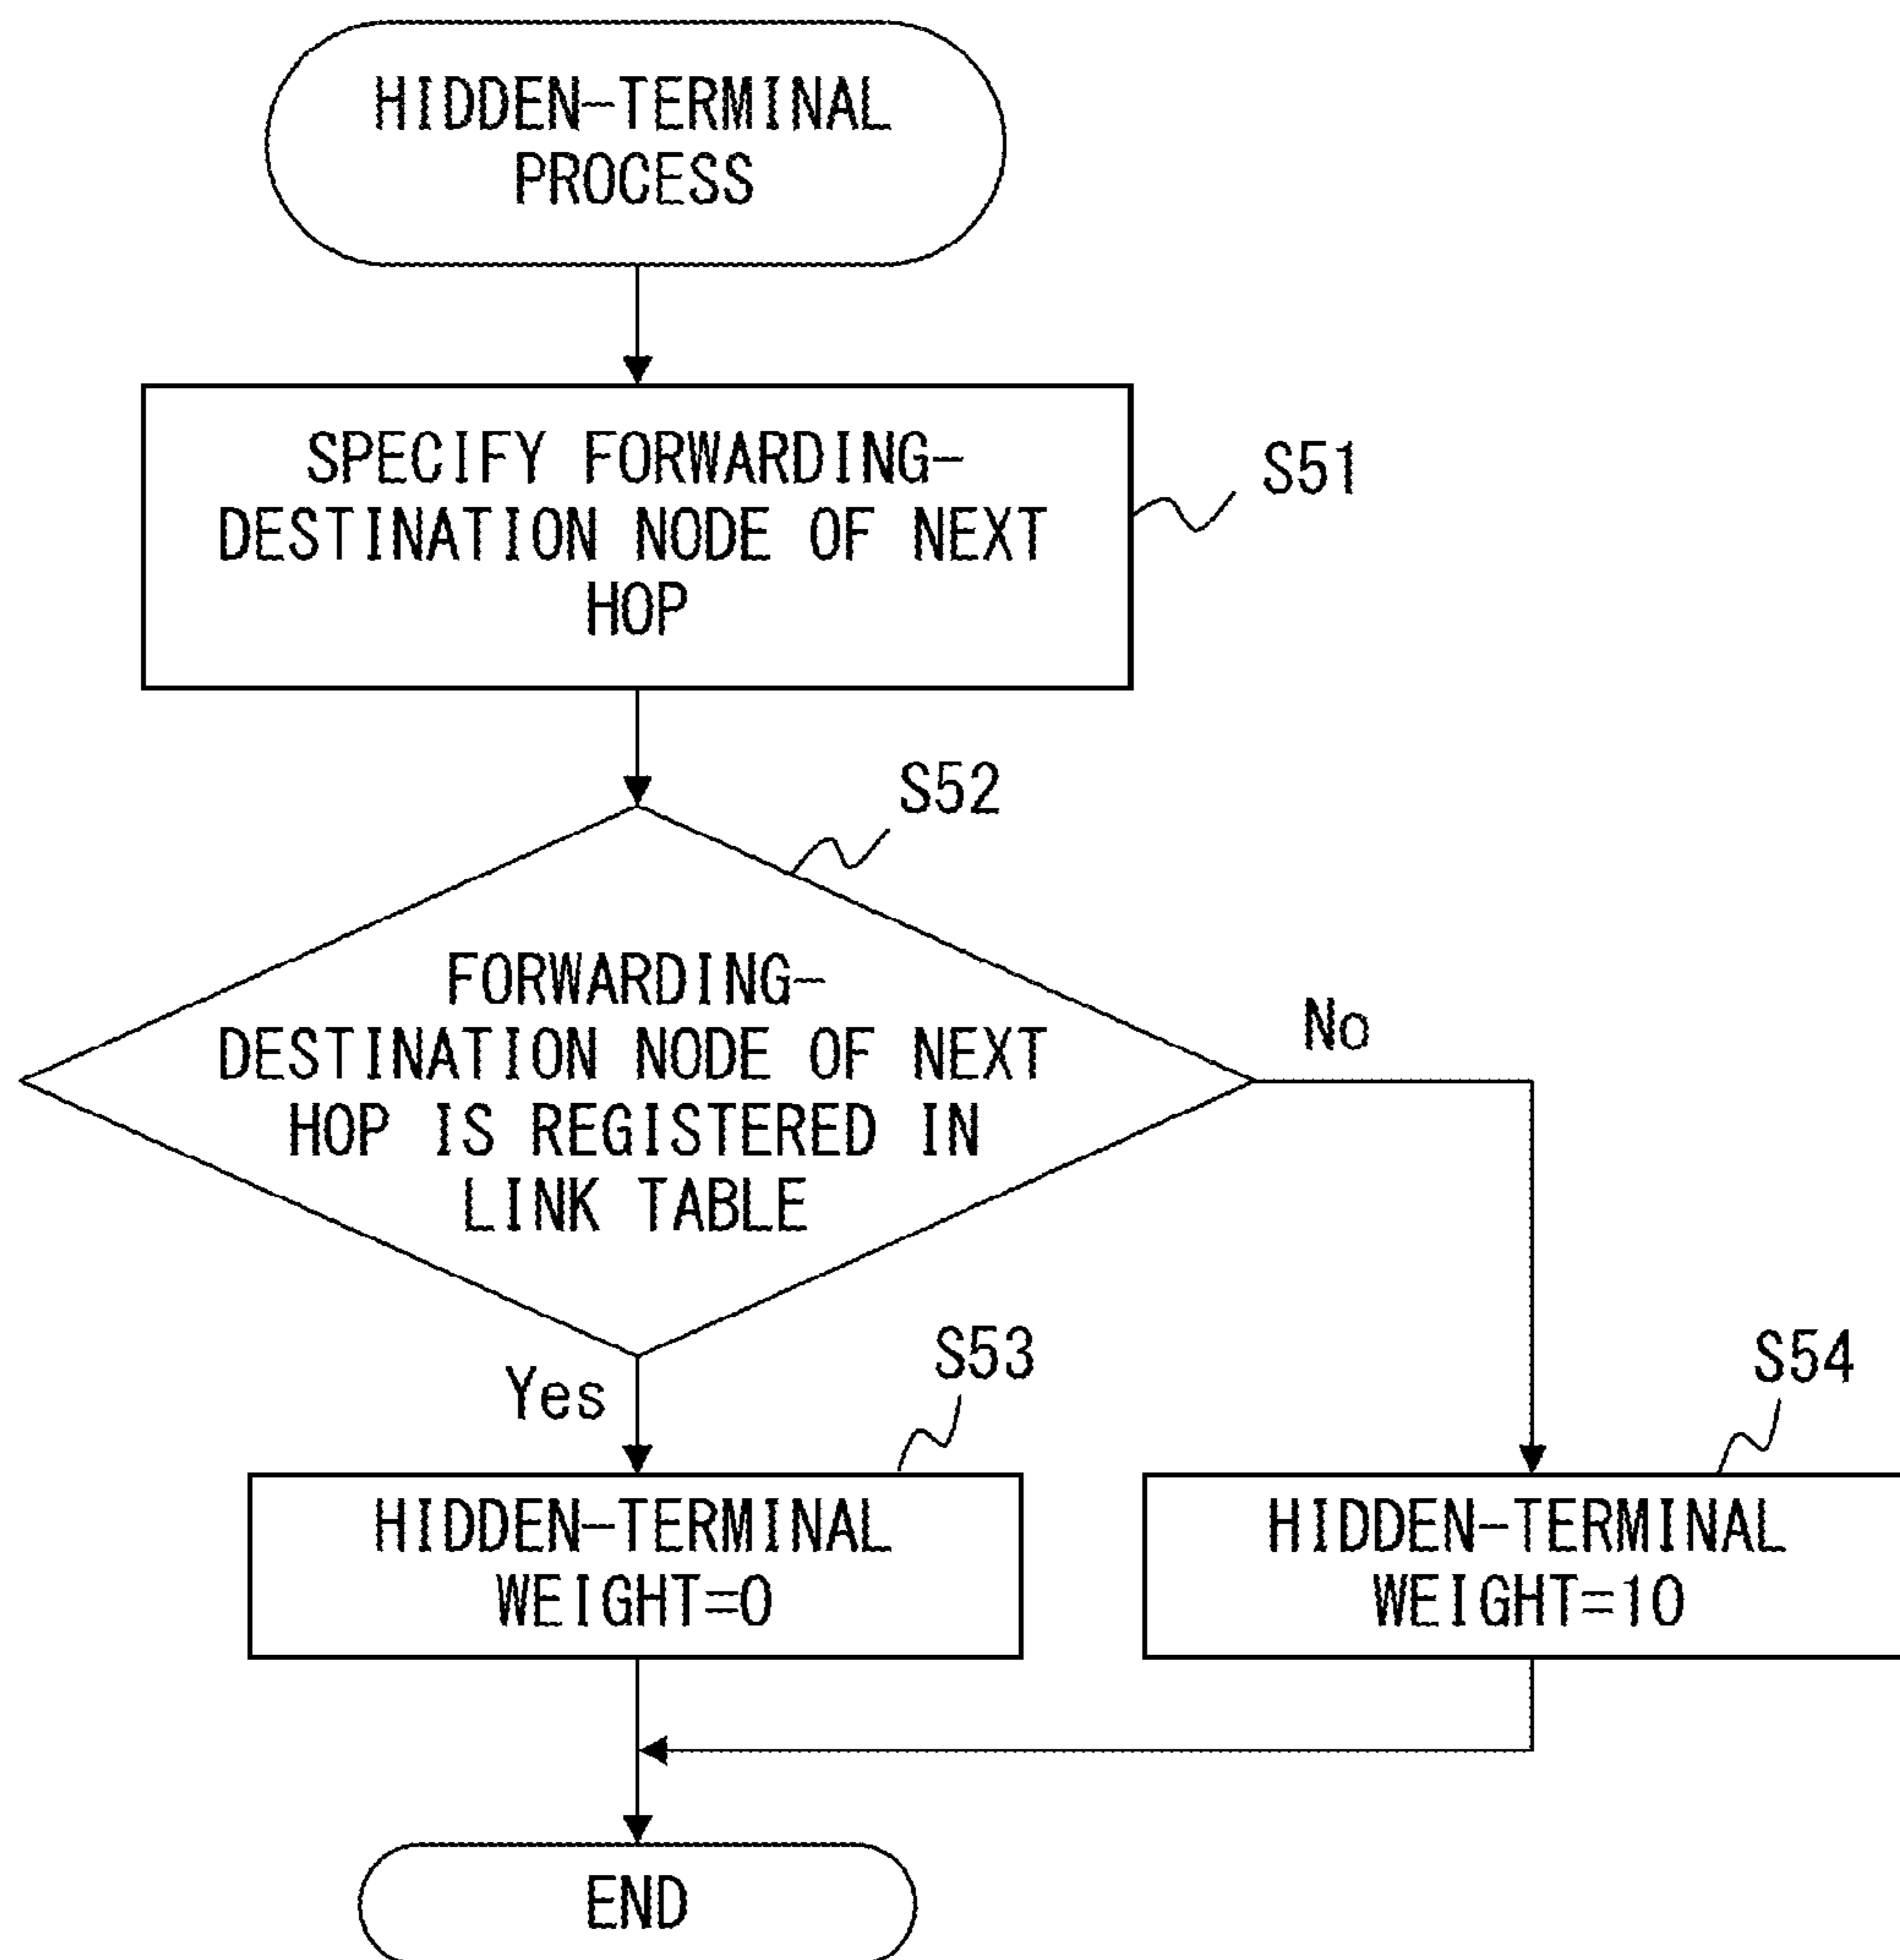 HIDDEN-TERMINAL
PROCESS
SPECIFY FORWARDING-
DESTINATION NODE OF NEXT
HOP
S51
S52
FORWARDING-
DESTINATION NODE OF NEXT
HOP IS REGISTERED IN
LINK TABLE
No
Yes
S53
S54
HIDDEN-TERMINAL
WEIGHT=0
HIDDEN-TERMINAL
WEIGHT=10
END